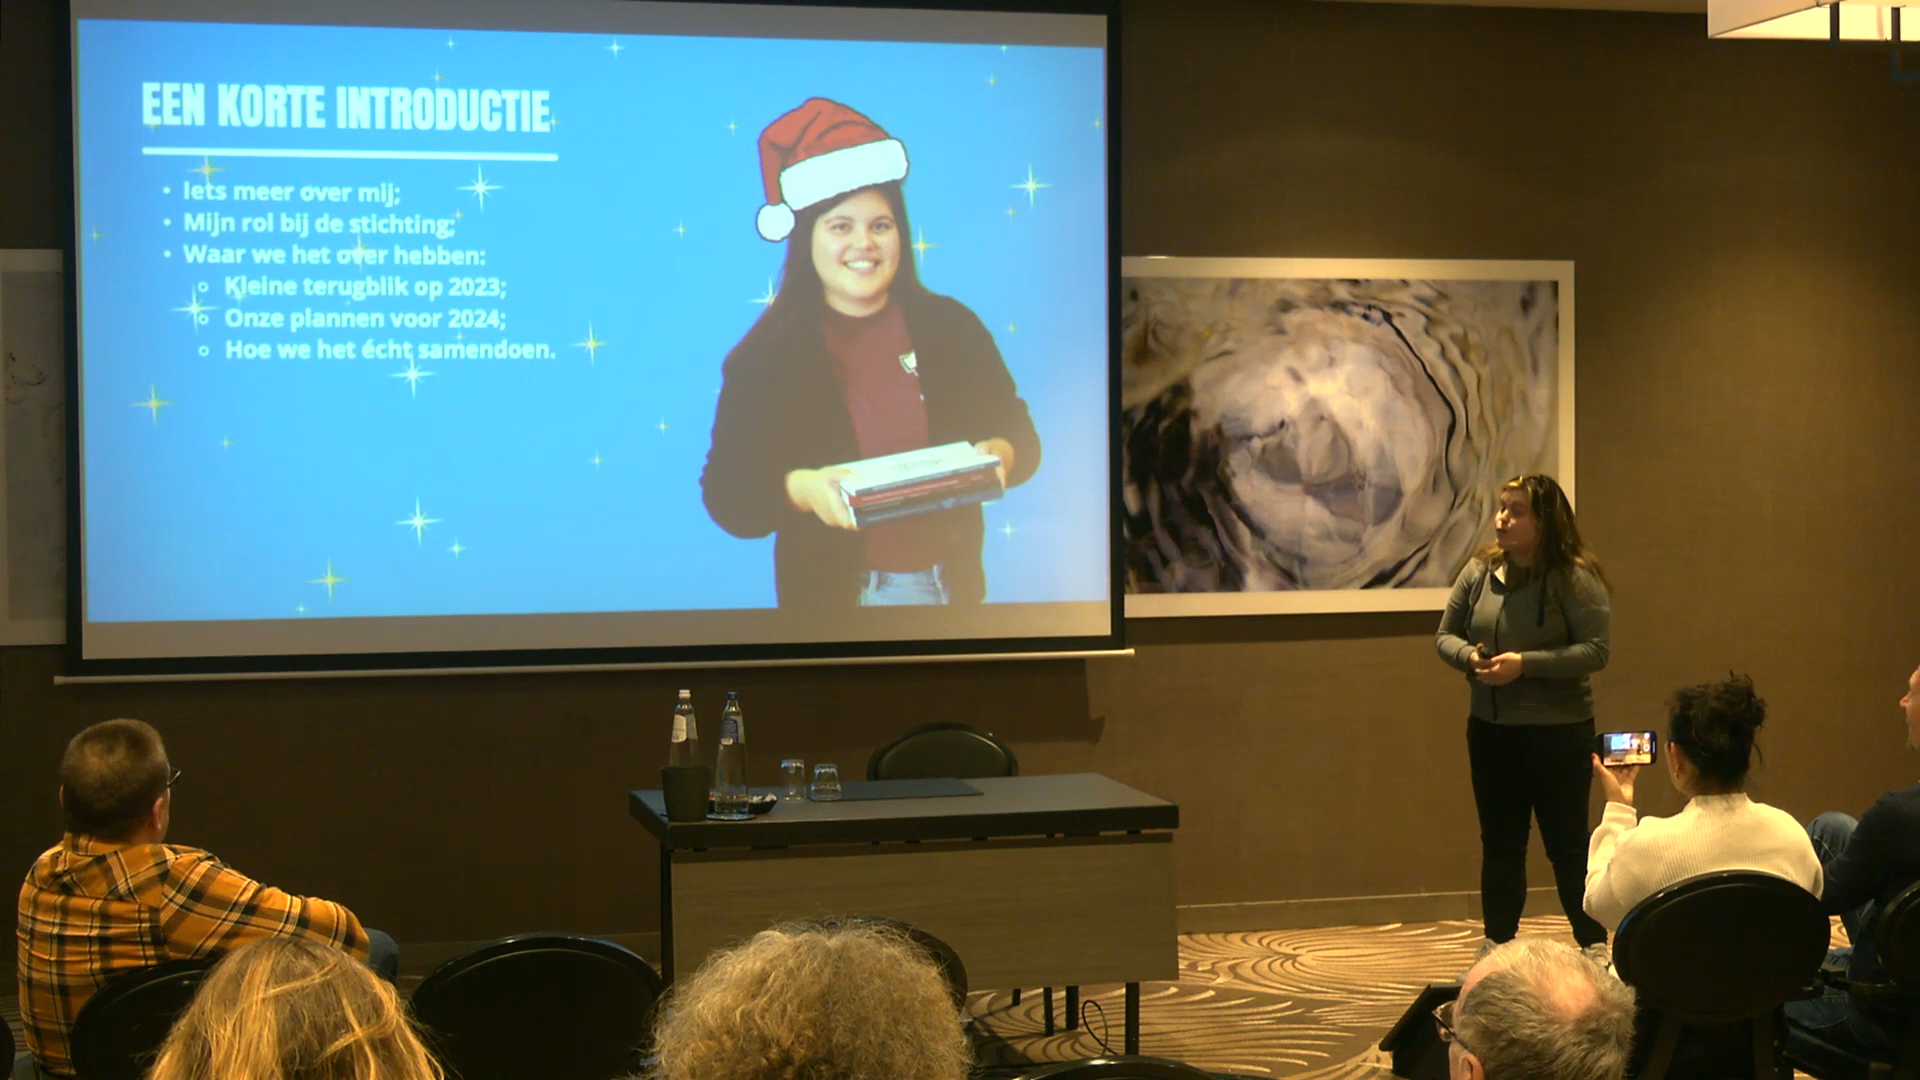 EEN KORTE INTRODUCTIE
• Iets meer over mij;
• Mijn rol bij de stichting;
• Waar we het over hebben:
○ Kleine terugblik op 2023;
○ Onze plannen voor 2024;
○ Hoe we het écht samendoen.